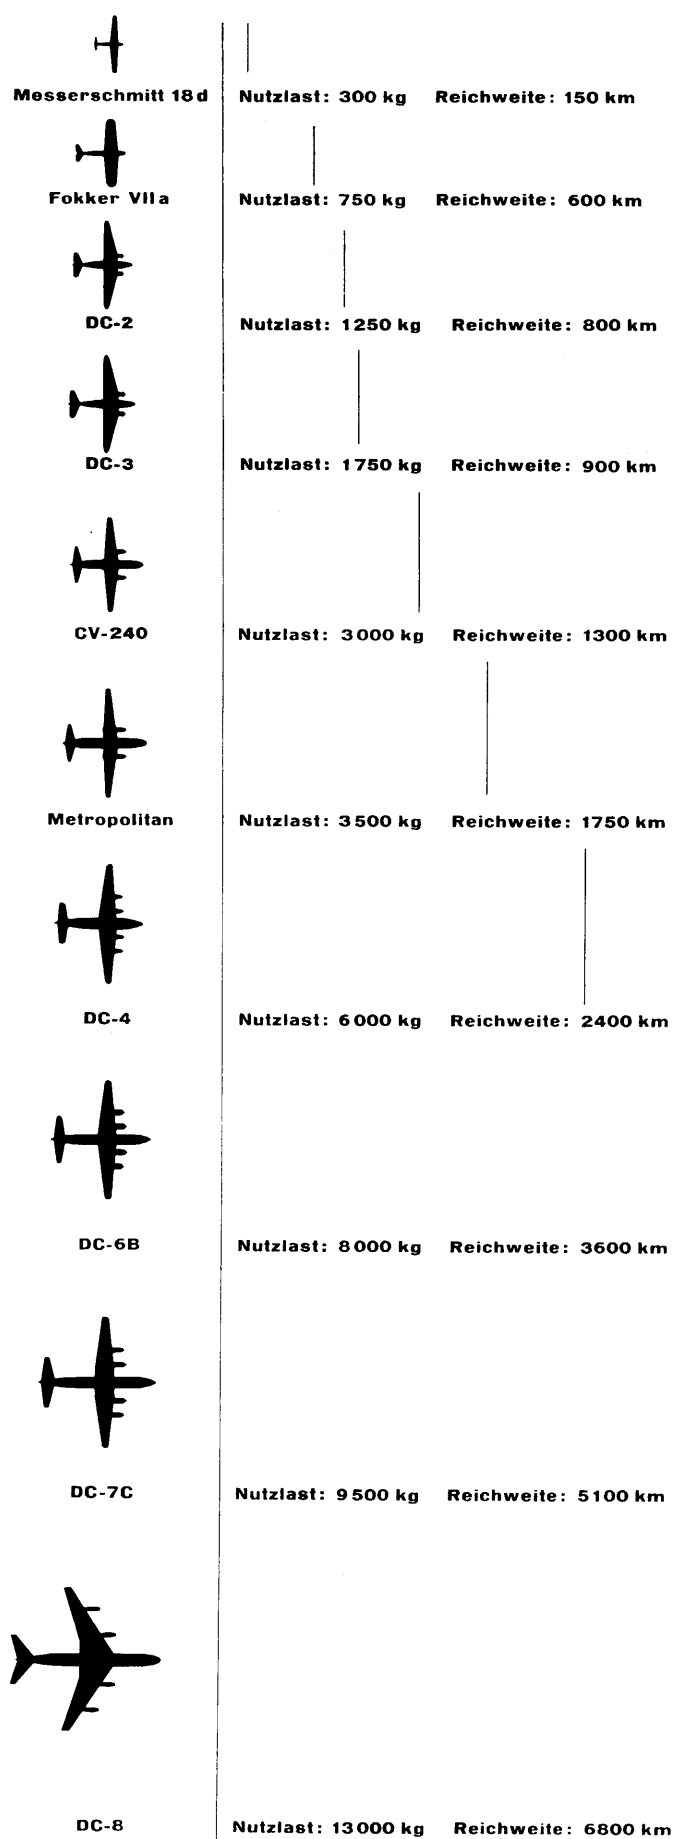 Messerschmitt 18d Nutzlast: 300 kg Reichweite: 150 km
Fokker VIIa Nutzlast: 750 kg Reichweite: 600 km
DC-2 Nutzlast: 1250 kg Reichweite: 800 km
DC-3 Nutzlast: 1750 kg Reichweite: 900 km
CV-240 Nutzlast: 3000 kg Reichweite: 1300 km
Metropolitan Nutzlast: 3500 kg Reichweite: 1750 km
DC-4 Nutzlast: 6000 kg Reichweite: 2400 km
DC-6B Nutzlast: 8000 kg Reichweite: 3600 km
DC-7C Nutzlast: 9500 kg Reichweite: 5100 km
DC-8 Nutzlast: 13000 kg Reichweite: 6800 km